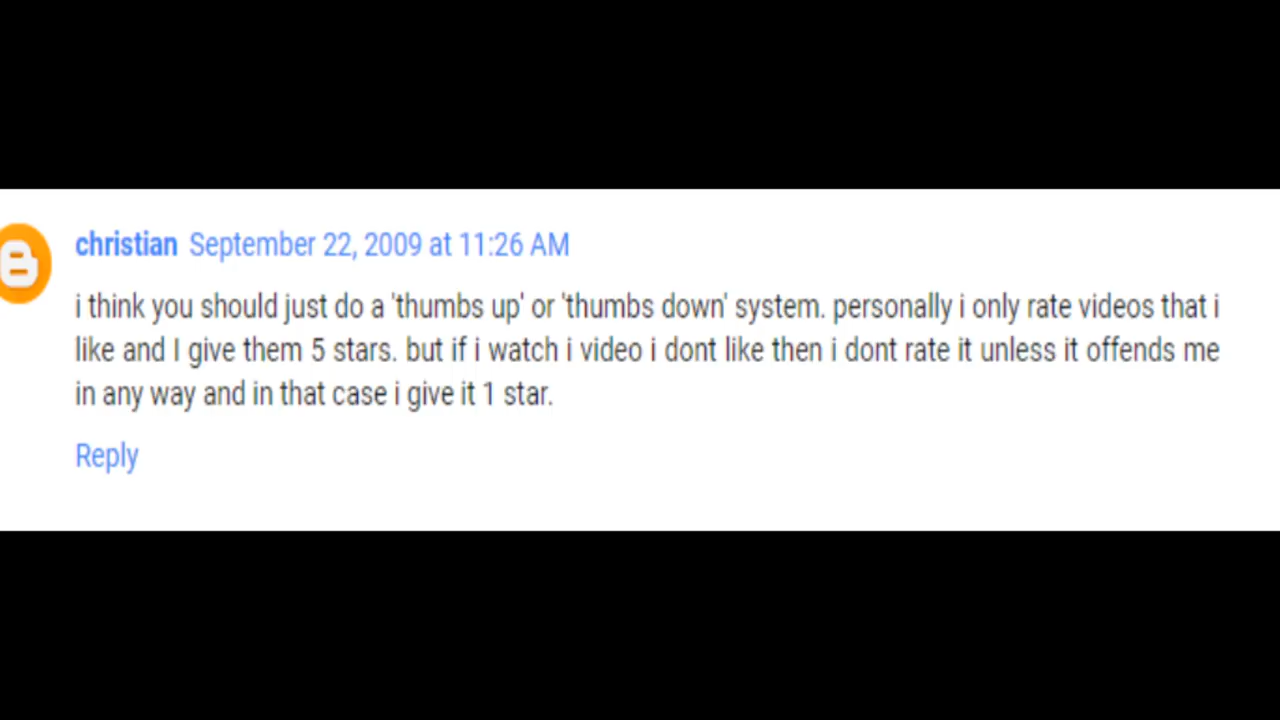 christian September 22, 2009 at 11:26 AM
i think you should just do a 'thumbs up' or 'thumbs down' system. personally i only rate videos that i
like and I give them 5 stars. but if i watch i video i dont like then i dont rate it unless it offends me
in any way and in that case i give it 1 star.
Reply